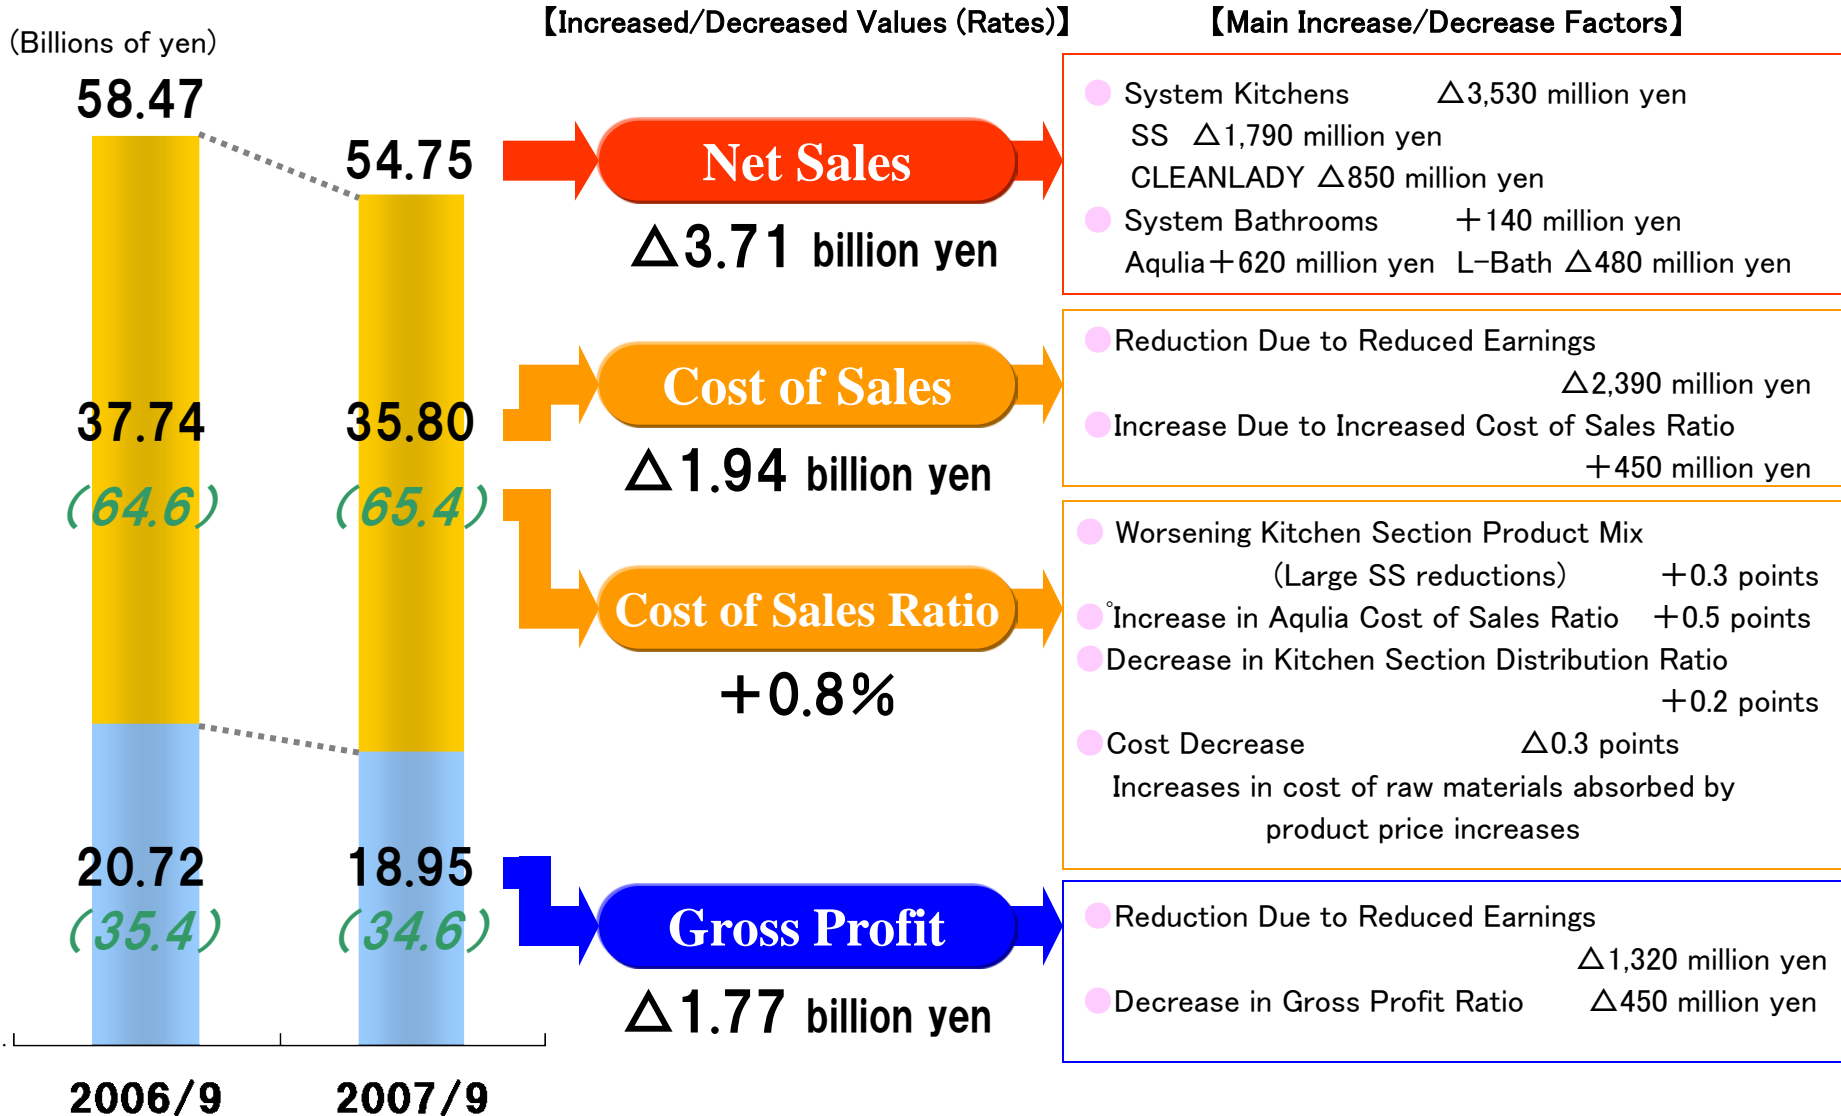 【Increased/Decreased Values (Rates)】
【Main Increase/Decrease Factors】
(Billions of yen)
58.47
54.75
37.74
35.80
(64.6)
(65.4)
20.72
18.95
(35.4)
(34.6)
2006/9
2007/9
Net Sales
△3.71 billion yen
Cost of Sales
△1.94 billion yen
Cost of Sales Ratio
+0.8%
Gross Profit
△1.77 billion yen
System Kitchens △3,530 million yen
SS △1,790 million yen
CLEANLADY △850 million yen
System Bathrooms +140 million yen
Aqulia+620 million yen L-Bath △480 million yen
Reduction Due to Reduced Earnings
△2,390 million yen
Increase Due to Increased Cost of Sales Ratio
+450 million yen
Worsening Kitchen Section Product Mix
(Large SS reductions) +0.3 points
°Increase in Aqulia Cost of Sales Ratio +0.5 points
Decrease in Kitchen Section Distribution Ratio
+0.2 points
Cost Decrease △0.3 points
Increases in cost of raw materials absorbed by
product price increases
Reduction Due to Reduced Earnings
△1,320 million yen
Decrease in Gross Profit Ratio △450 million yen